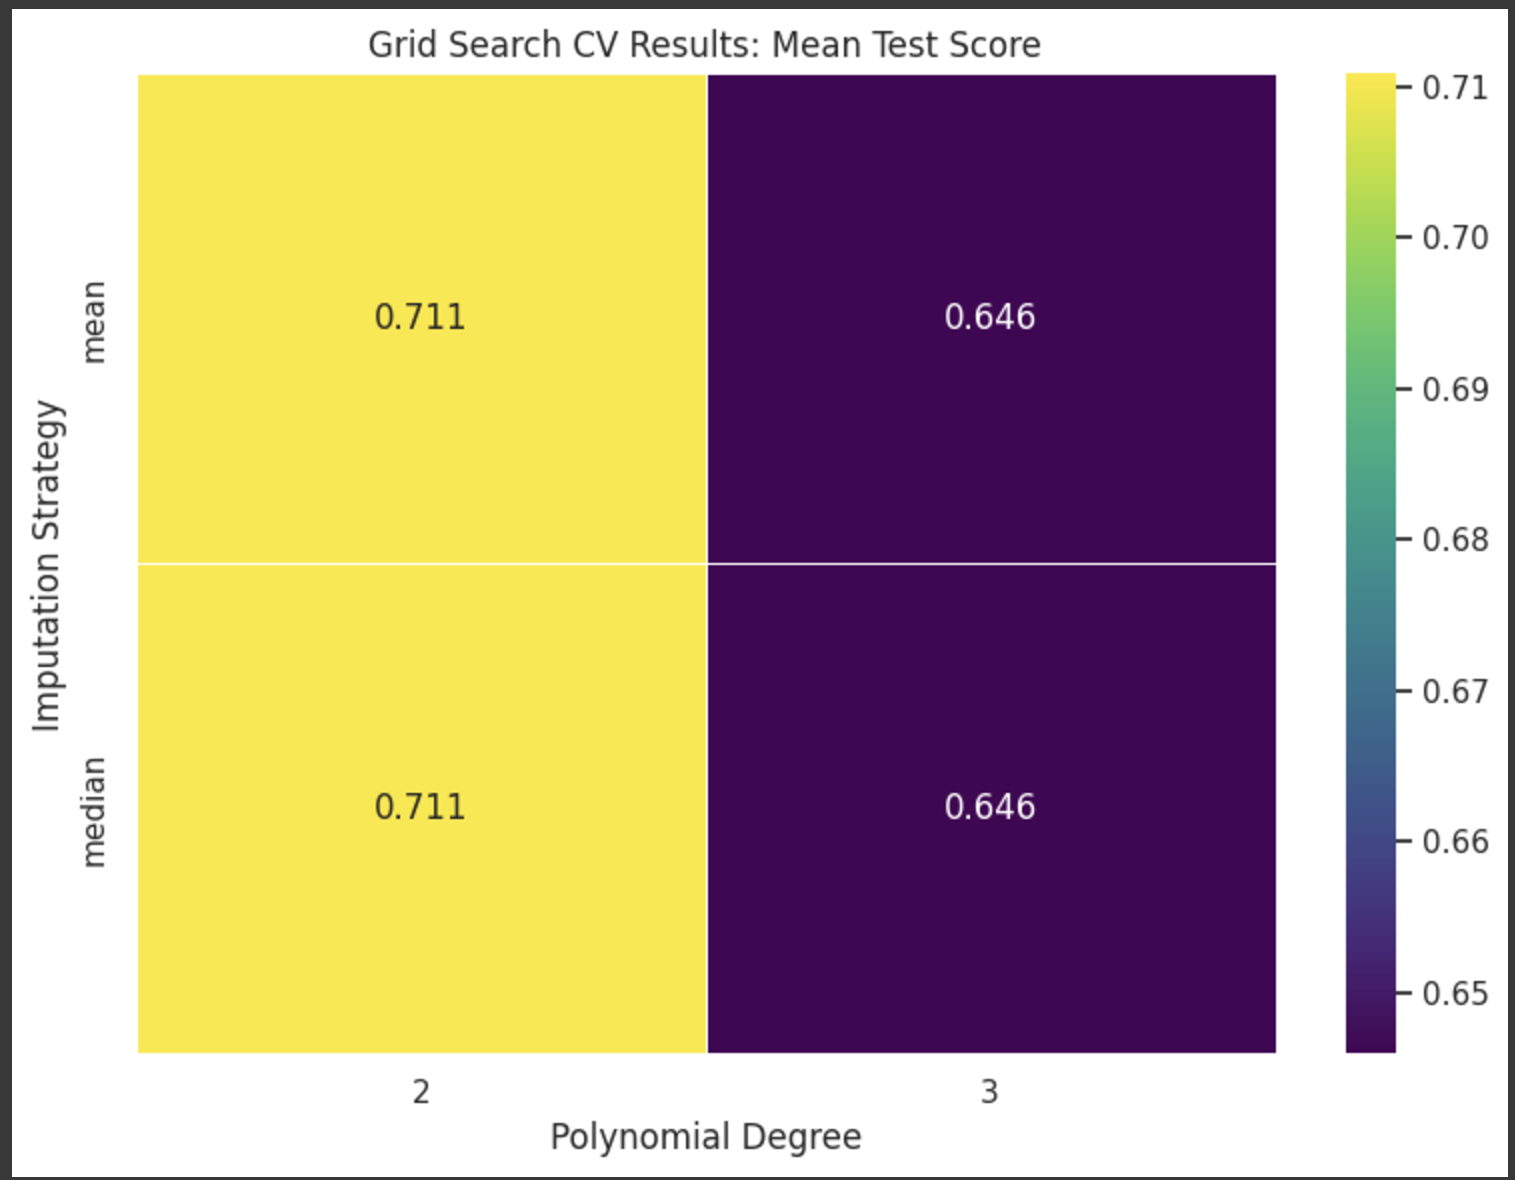 Grid Search CV Results: Mean Test Score
Imputation Strategy
mean
0.711
0.646
median
0.711
0.646
2
3
Polynomial Degree
0.71
0.70
0.69
0.68
0.67
0.66
0.65